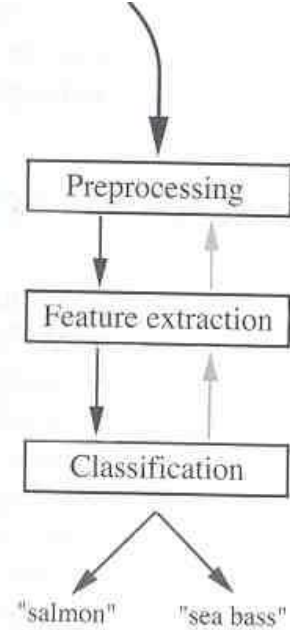 Preprocessing
Feature extraction
Classification
"salmon" "sea bass"